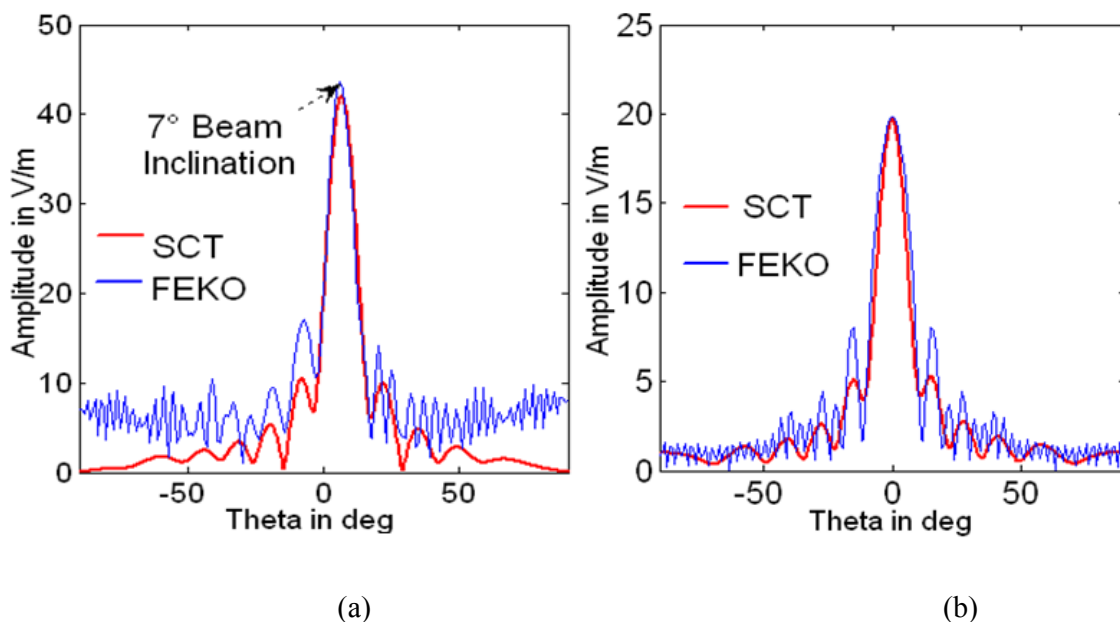 50
40
30
20
10
0
Amplitude in V/m
7° Beam
Inclination
SCT
FEKO
-50
0
50
Theta in deg
(a)
25
20
15
10
5
0
Amplitude in V/m
SCT
FEKO
-50
0
50
Theta in deg
(b)